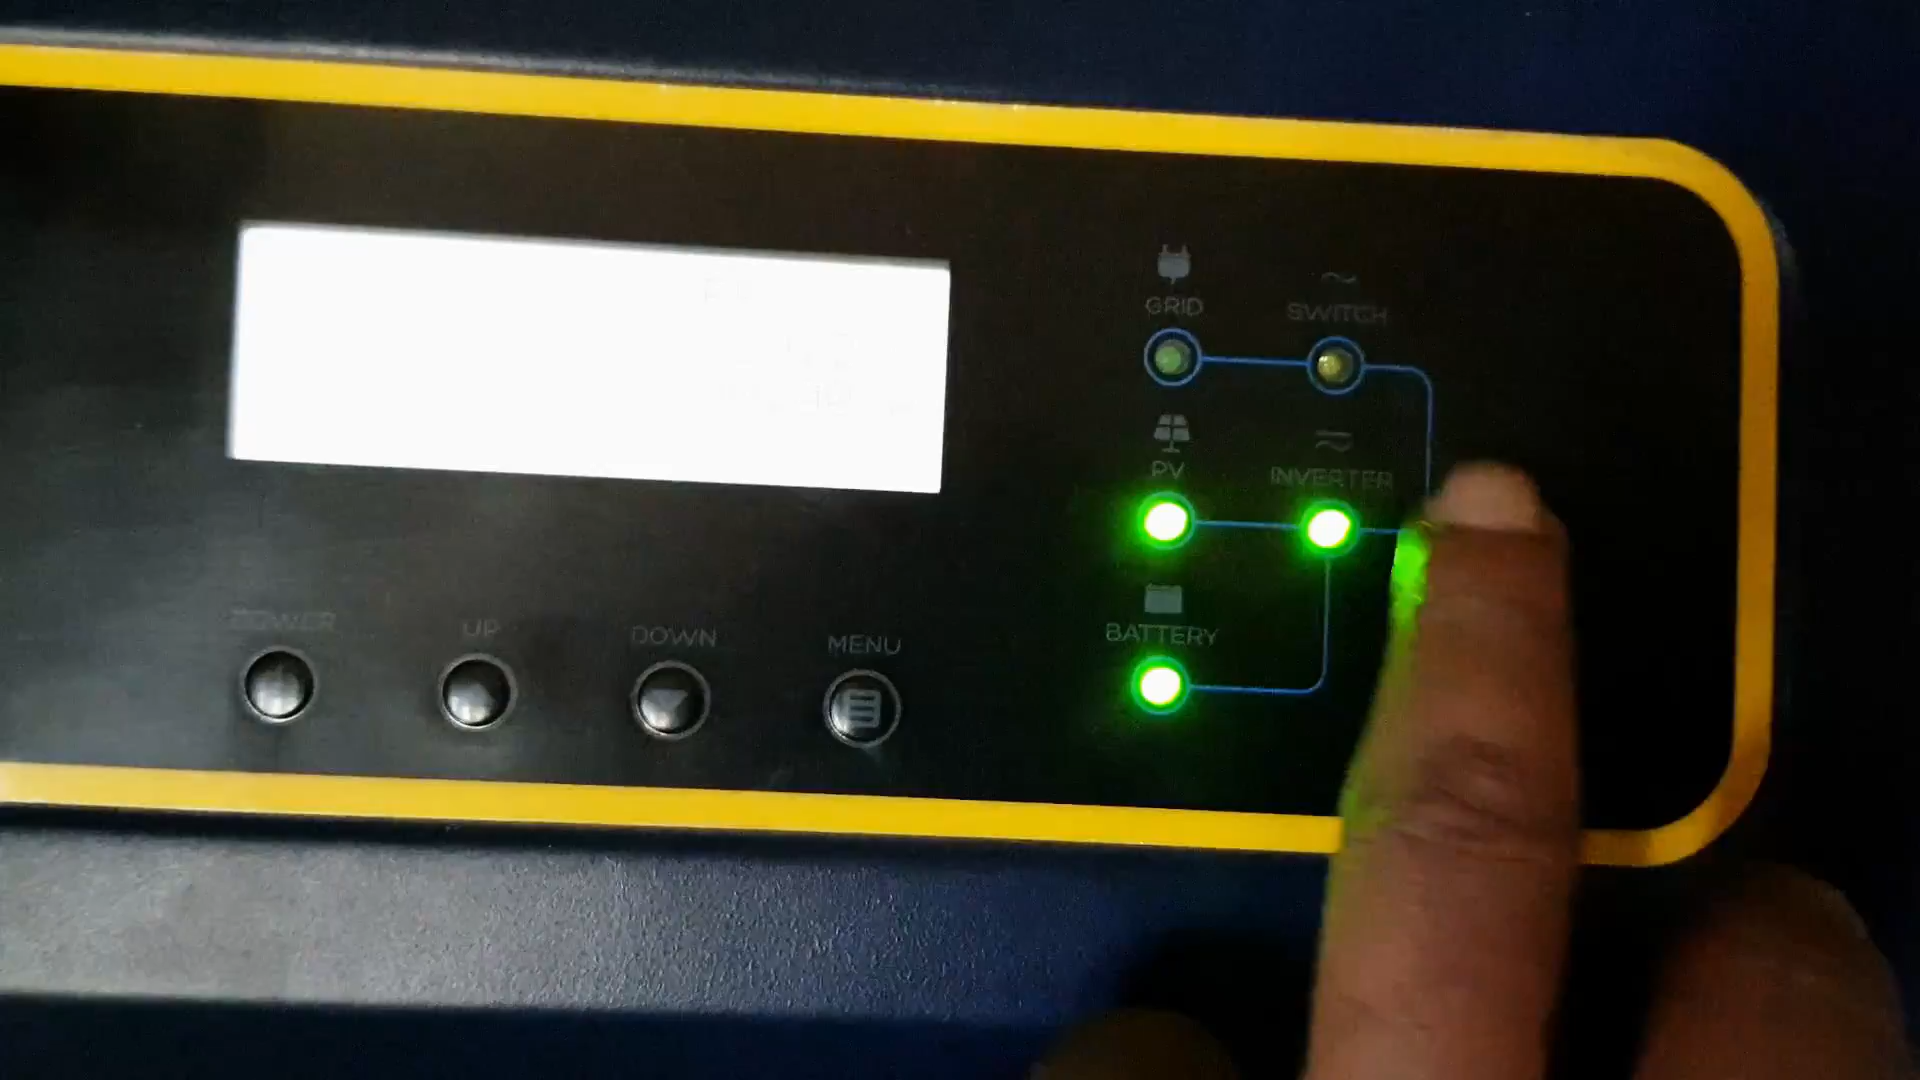 GRID
SWITCH
PV
INVERTER
BATTERY
POWER
UP
DOWN
MENU